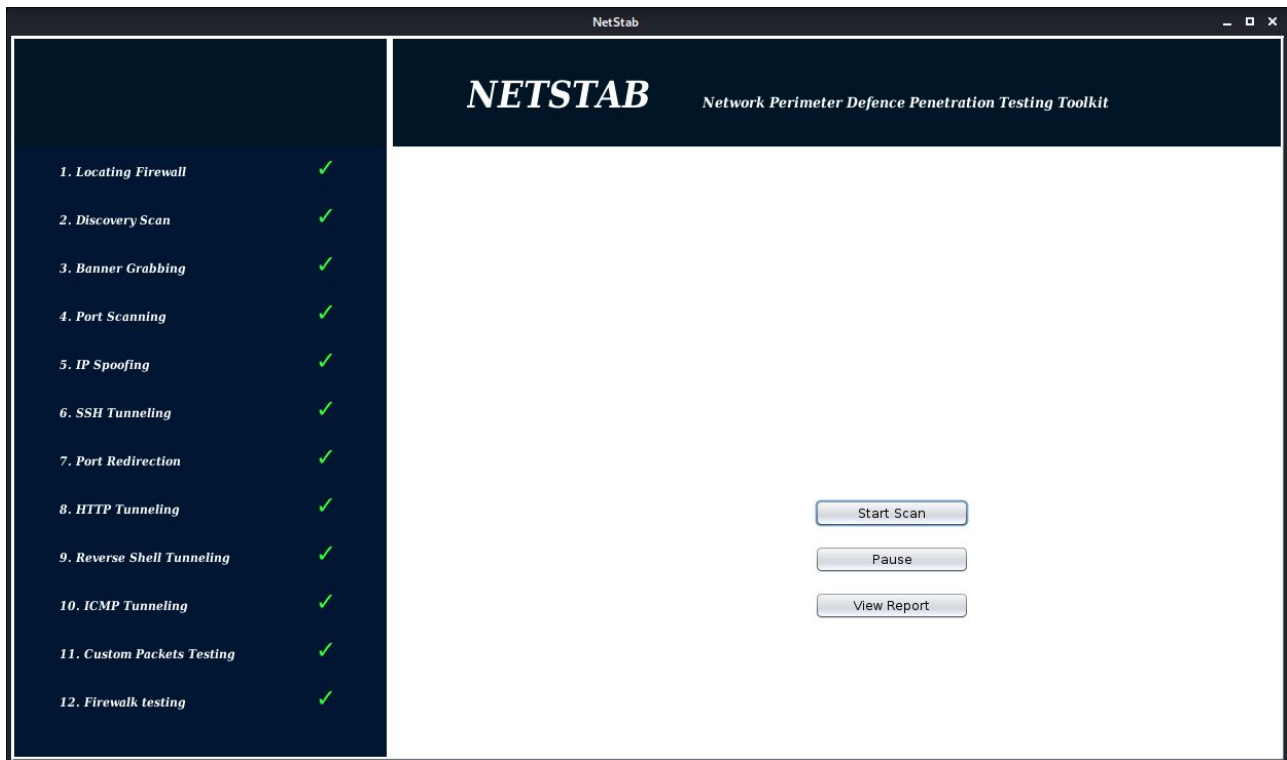 NetStab
NETSTAB Network Perimeter Defence Penetration Testing Toolkit
1. Locating Firewall ✓
2. Discovery Scan ✓
3. Banner Grabbing ✓
4. Port Scanning ✓
5. IP Spoofing ✓
6. SSH Tunneling ✓
7. Port Redirection ✓
8. HTTP Tunneling ✓
9. Reverse Shell Tunneling ✓
10. ICMP Tunneling ✓
11. Custom Packets Testing ✓
12. Firewalk testing ✓
Start Scan
Pause
View Report